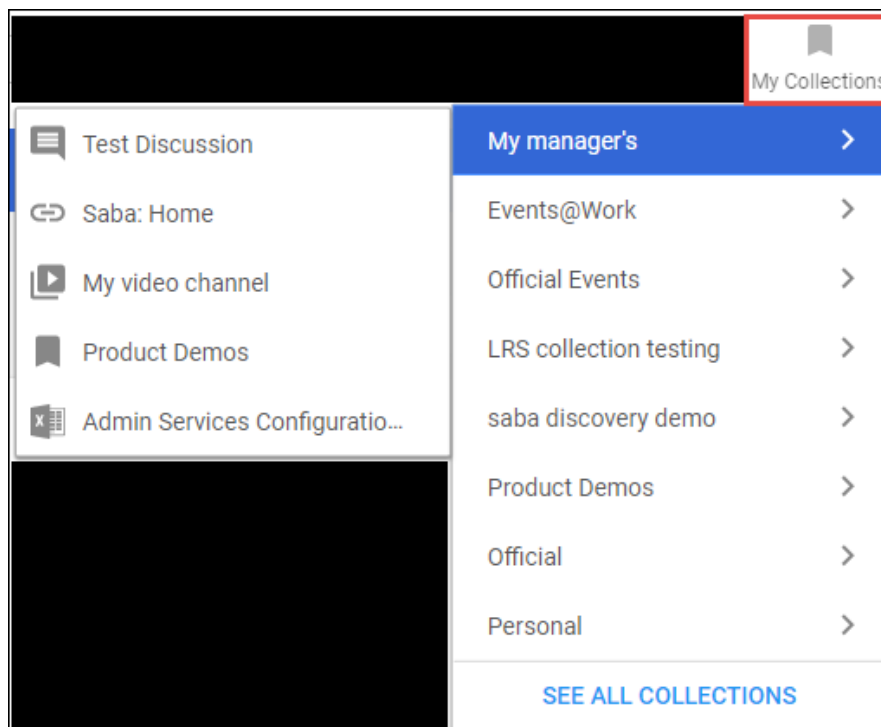 My Collections
Test Discussion
Saba: Home
My video channel
Product Demos
Admin Services Configuratio...
My manager's
Events@Work
Official Events
LRS collection testing
saba discovery demo
Product Demos
Official
Personal
SEE ALL COLLECTIONS